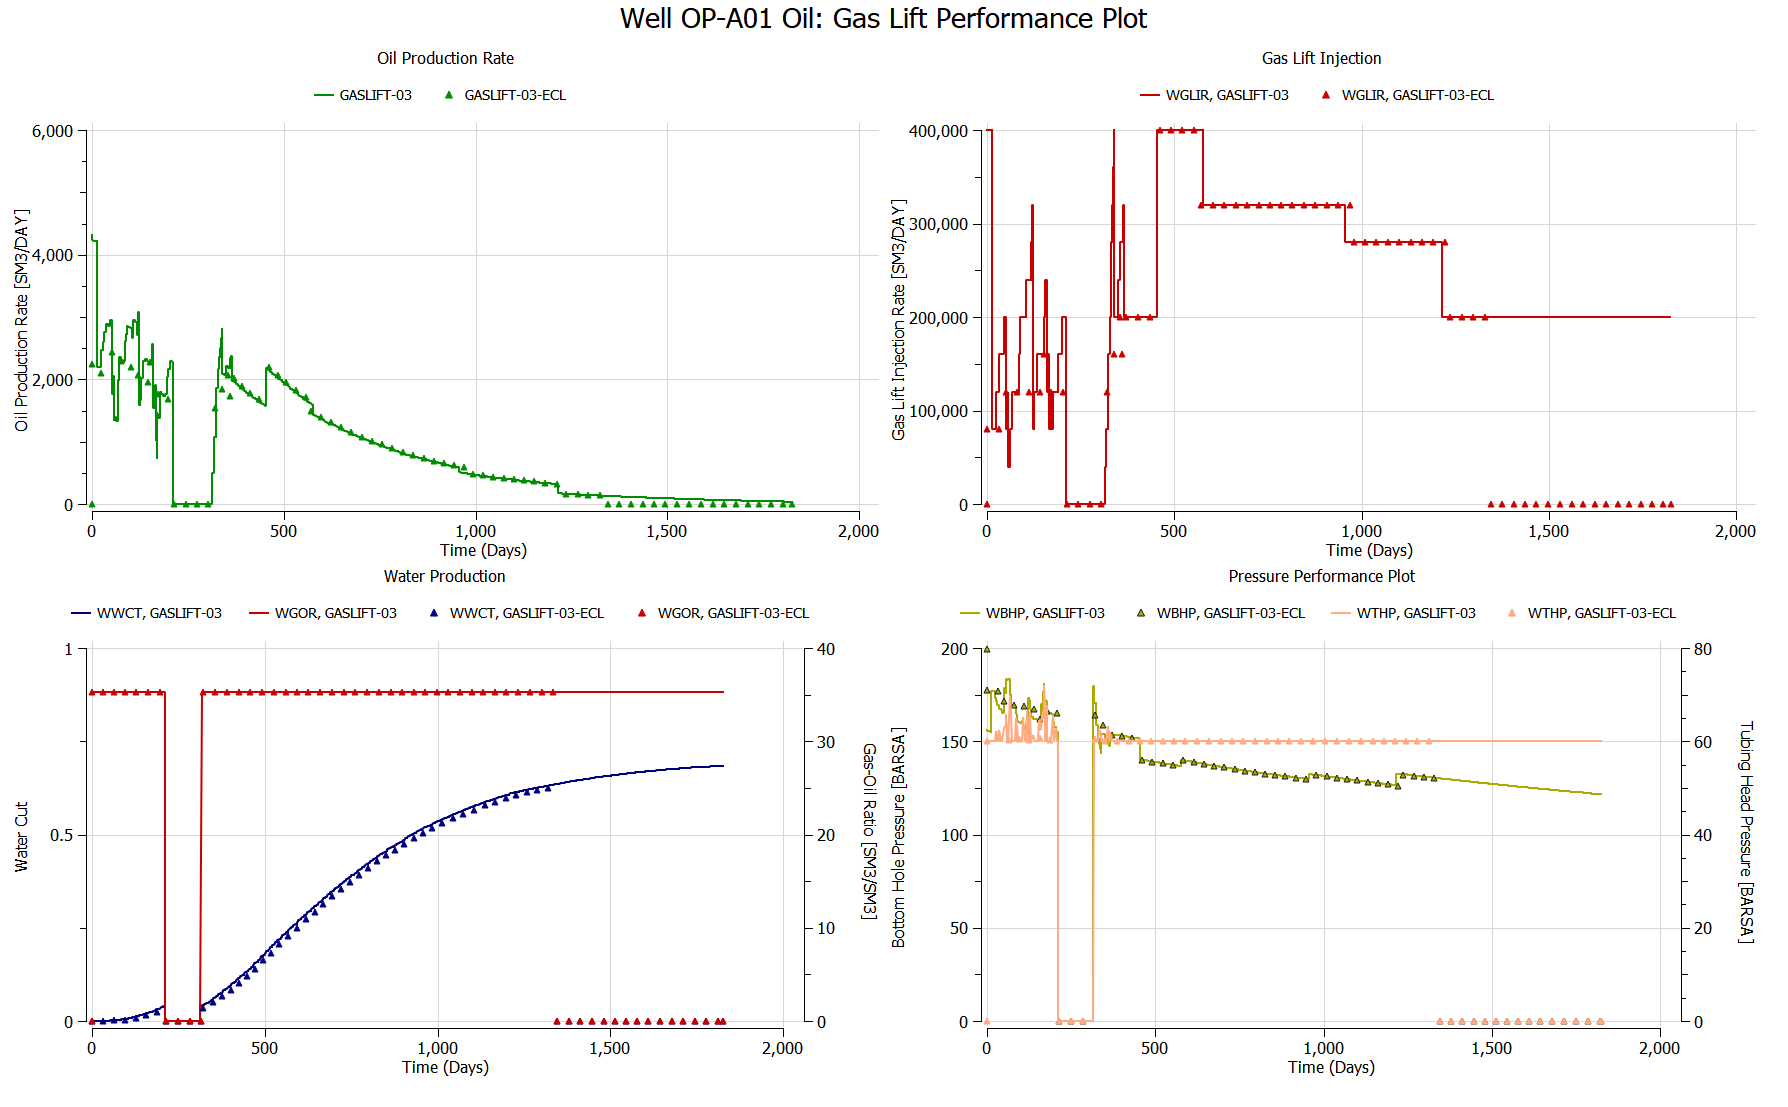 Well OP-A01 Oil: Gas Lift Performance Plot
Oil Production Rate
GASLIFT-03 GASLIFT-03-ECL
Oil Production Rate [SM3/DAY]
6,000
4,000
2,000
0
0 500 1,000 1,500 2,000
Time (Days)
Gas Lift Injection
WGLIR, GASLIFT-03 WGLIR, GASLIFT-03-ECL
Gas Lift Injection Rate [SM3/DAY]
400,000
300,000
200,000
100,000
0
0 500 1,000 1,500 2,000
Time (Days)
Water Production
WWCT, GASLIFT-03 WGOR, GASLIFT-03 WWCT, GASLIFT-03-ECL WGOR, GASLIFT-03-ECL
Water Cut
1
0.5
0
40
30
20
10
0
Gas-Oil Ratio [SM3/SM3]
0 500 1,000 1,500 2,000
Time (Days)
Pressure Performance Plot
WBHP, GASLIFT-03 WBHP, GASLIFT-03-ECL WTHP, GASLIFT-03 WTHP, GASLIFT-03-ECL
Bottom Hole Pressure [BARSA]
200
150
100
50
0
80
60
40
20
0
Tubing Head Pressure [BARSA]
0 500 1,000 1,500 2,000
Time (Days)